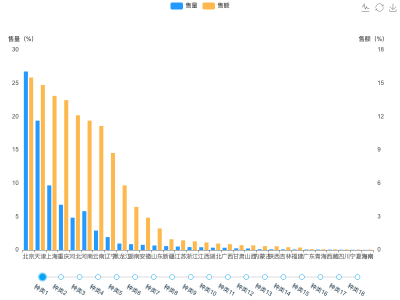 售量 售额
售量（%） 售额（%）
30 18
25 15
20 12
15 9
10 6
5 3
0 0
北京天津上海重庆河北河南云南辽宁黑龙江湖南安徽山东新疆江苏浙江江西湖北广西甘肃山西内蒙古陕西吉林福建广东青海西藏四川宁夏海南
种类1 种类2 种类3 种类4 种类5 种类6 种类7 种类8 种类9 种类10 种类11 种类12 种类13 种类14 种类15 种类16 种类17 种类18